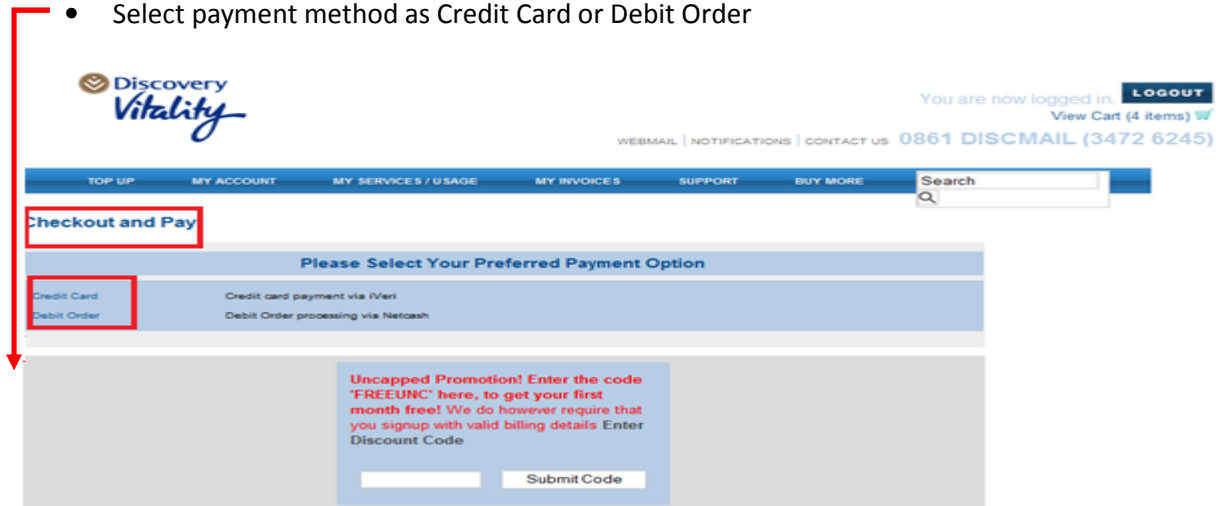 • Select payment method as Credit Card or Debit Order
Discovery
Vitality
You are now logged in. LOGOUT
View Cart (4 items)
WEBMAIL | NOTIFICATIONS | CONTACT US 0861 DISCMAIL (3472 6245)
TOP UP MY ACCOUNT MY SERVICES / USAGE MY INVOICES SUPPORT BUY MORE Search
Checkout and Pay
Please Select Your Preferred Payment Option
Credit Card Credit card payment via iVeri
Debit Order Debit Order processing via Netcash
Uncapped Promotion! Enter the code
'FREEUNC' here, to get your first
month free! We do however require that
you signup with valid billing details Enter
Discount Code
Submit Code